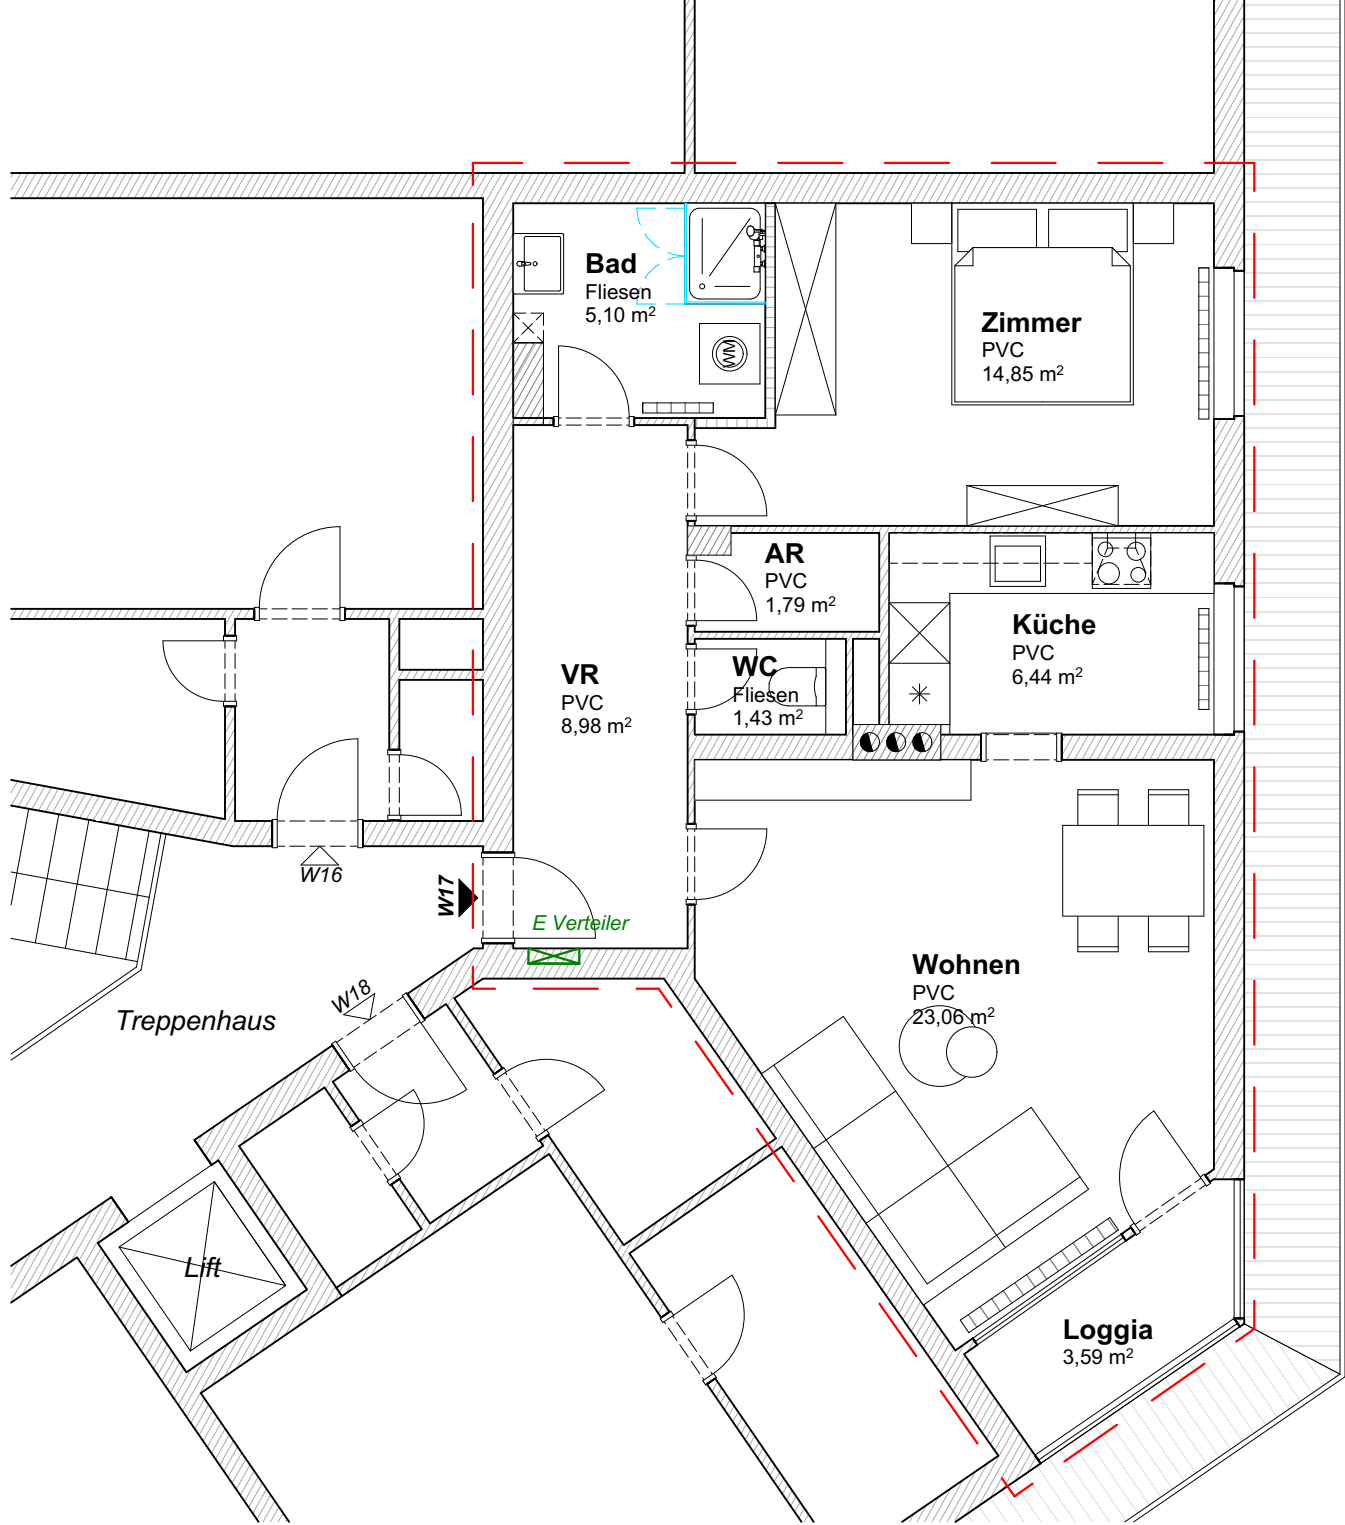 Bad
Fliesen
5,10 m²
Zimmer
PVC
14,85 m²
WM
AR
PVC
1,79 m²
Küche
PVC
6,44 m²
VR
PVC
8,98 m²
WC
Fliesen
1,43 m²
W16
W17
E Verteiler
Wohnen
PVC
23,06 m²
W18
Treppenhaus
Lift
Loggia
3,59 m²